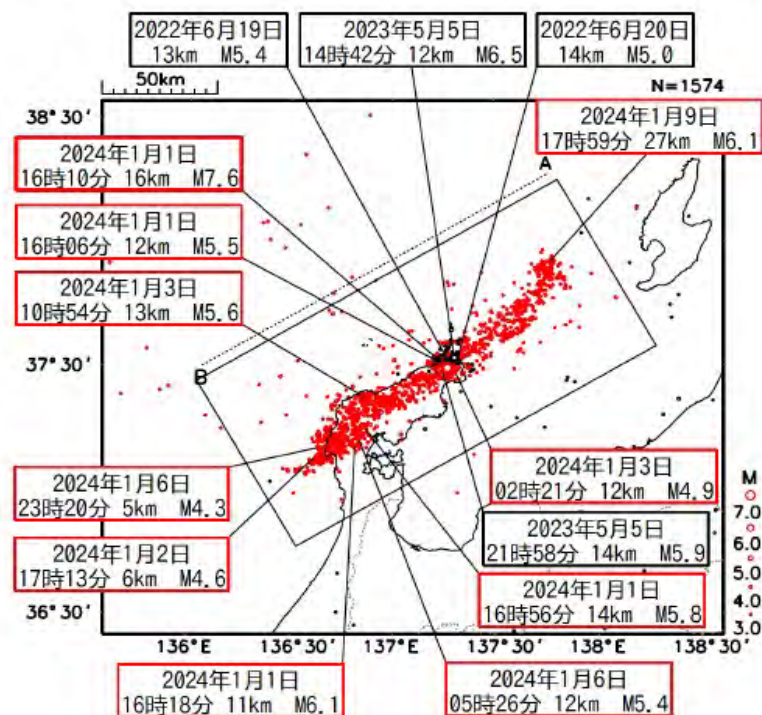 2022年6月19日
13km M5.4
2023年5月5日
14時42分 12km M6.5
2022年6月20日
14km M5.0
50km
N=1574
38°30′
2024年1月9日
17時59分 27km M6.1
2024年1月1日
16時10分 16km M7.6
A
2024年1月1日
16時06分 12km M5.5
2024年1月3日
10時54分 13km M5.6
37°30′
B
2024年1月6日
23時20分 5km M4.3
2024年1月3日
02時21分 12km M4.9
M
7.0
6.0
5.0
4.0
3.0
2023年5月5日
21時58分 14km M5.9
2024年1月2日
17時13分 6km M4.6
2024年1月1日
16時56分 14km M5.8
36°30′
136°E
136°30′
137°E
137°30′
138°E
138°30′
2024年1月1日
16時18分 11km M6.1
2024年1月6日
05時26分 12km M5.4